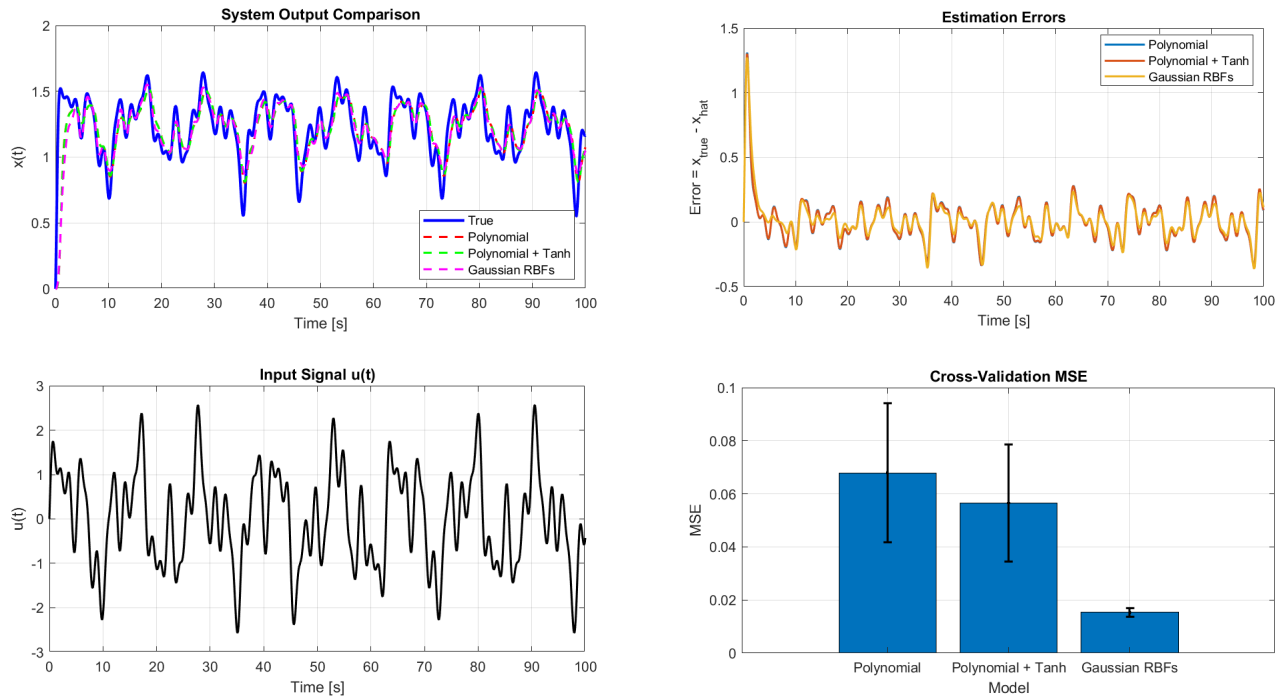 System Output Comparison
2
1.5
1
0.5
0
x(t)
True
Polynomial
Polynomial + Tanh
Gaussian RBFs
0 10 20 30 40 50 60 70 80 90 100
Time [s]
Estimation Errors
1.5
1
0.5
0
-0.5
Error = x_true - x_hat
Polynomial
Polynomial + Tanh
Gaussian RBFs
0 10 20 30 40 50 60 70 80 90 100
Time [s]
Input Signal u(t)
3
2
1
0
-1
-2
-3
u(t)
0 10 20 30 40 50 60 70 80 90 100
Time [s]
Cross-Validation MSE
0.1
0.08
0.06
0.04
0.02
0
MSE
Polynomial Polynomial + Tanh Gaussian RBFs
Model